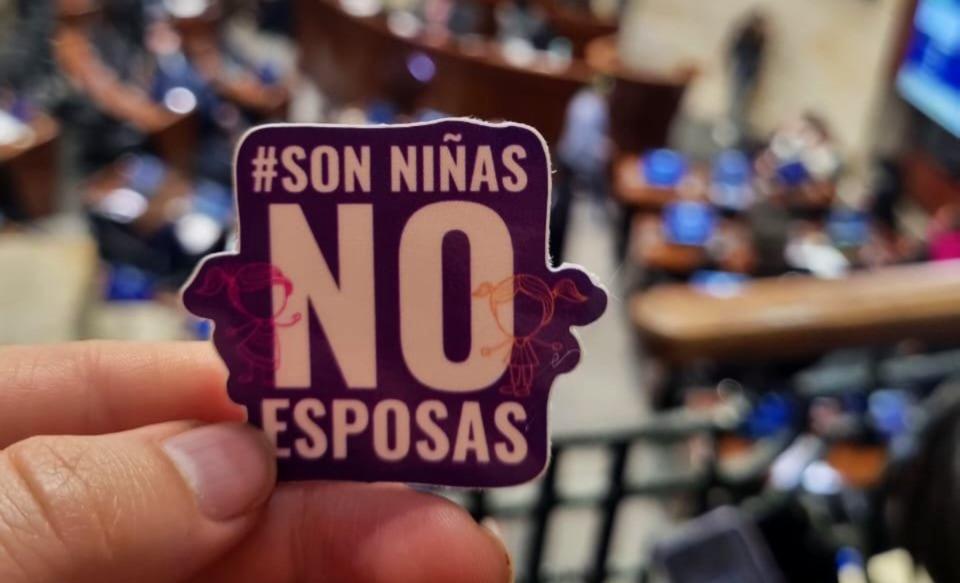 #SON NIÑAS
NO
ESPOSAS